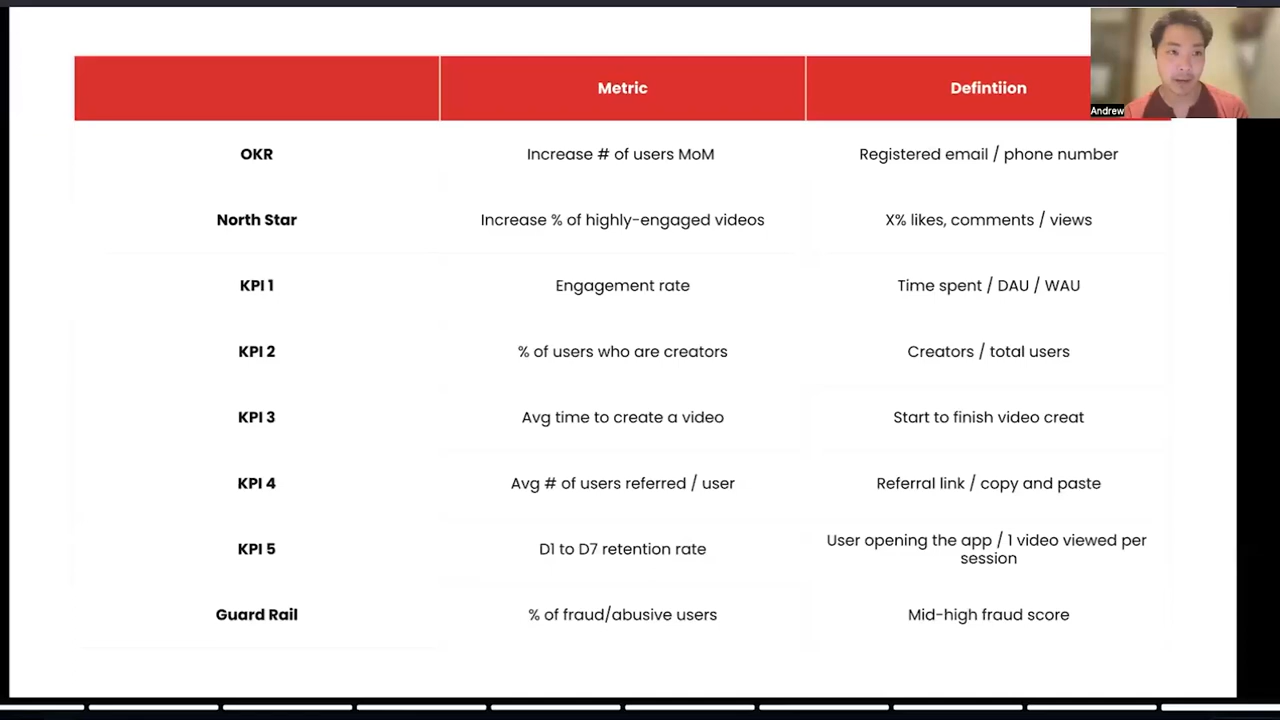 Metric
Defintiion
Andrew
OKR
Increase # of users MoM
Registered email / phone number
North Star
Increase % of highly-engaged videos
X% likes, comments / views
KPI 1
Engagement rate
Time spent / DAU / WAU
KPI 2
% of users who are creators
Creators / total users
KPI 3
Avg time to create a video
Start to finish video creat
KPI 4
Avg # of users referred / user
Referral link / copy and paste
KPI 5
D1 to D7 retention rate
User opening the app / 1 video viewed per
session
Guard Rail
% of fraud/abusive users
Mid-high fraud score